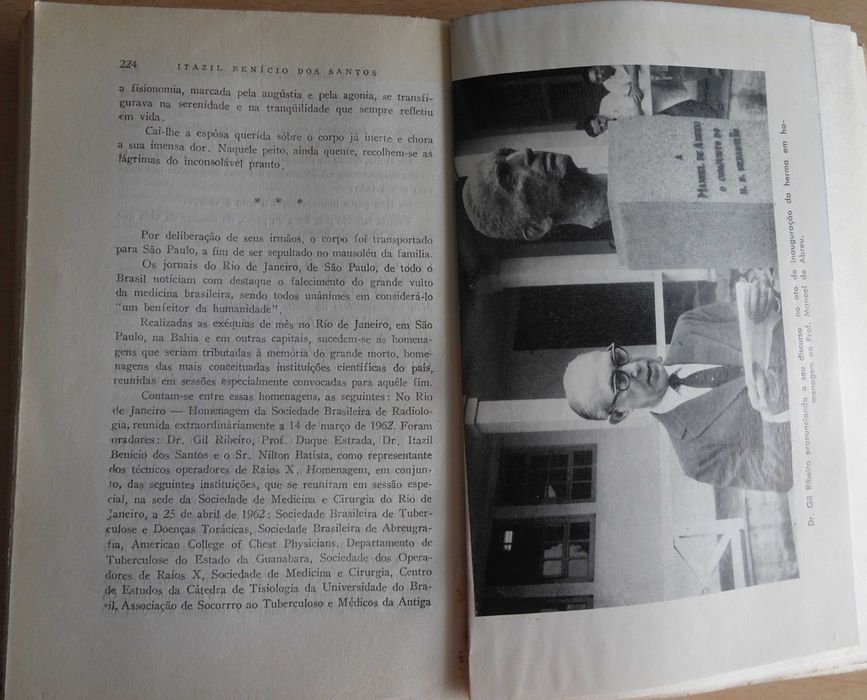 224
ITAZIL BENÍCIO DOS SANTOS
a fisionomia, marcada pela angústia e pela agonia, se transfi-
gurava na serenidade e na tranqüilidade que sempre refletiu
em vida.
Cai-lhe a espôsa querida sôbre o corpo já inerte e chora
a sua imensa dor. Naquele peito, ainda quente, recolhem-se as
lágrimas do inconsolável pranto.
* * *
Por deliberação de seus irmãos, o corpo foi transportado
para São Paulo, a fim de ser sepultado no mausoléu da família.
Os jornais do Rio de Janeiro, de São Paulo, de todo o
Brasil noticiam com destaque o falecimento do grande vulto
da medicina brasileira, sendo todos unânimes em considerá-lo
"um benfeitor da humanidade".
Realizadas as exéquias de mês no Rio de Janeiro, em São
Paulo, na Bahia e em outras capitais, sucedem-se as homena-
gens que seriam tributadas à memória do grande morto, home-
nagens das mais conceituadas instituições científicas do país,
reunidas em sessões especialmente convocadas para aquêle fim.
Contam-se entre essas homenagens, as seguintes: No Rio
de Janeiro — Homenagem da Sociedade Brasileira de Radiolo-
gia, reunida extraordinàriamente a 14 de março de 1962. Foram
oradores: Dr. Gil Ribeiro, Prof. Duque Estrada, Dr. Itazil
Benício dos Santos e o Sr. Nilton Batista, como representante
dos técnicos operadores de Raios X. Homenagem, em conjun-
to, das seguintes instituições, que se reuniram em sessão espe-
cial, na sede da Sociedade de Medicina e Cirurgia do Rio de
Janeiro, a 25 de abril de 1962: Sociedade Brasileira de Tuber-
culose e Doenças Torácicas, Sociedade Brasileira de Abreugra-
fia, American College of Chest Physicians, Departamento de
Tuberculose do Estado da Guanabara, Sociedade dos Opera-
dores de Raios X, Sociedade de Medicina e Cirurgia, Centro
de Estudos da Cátedra de Tisiologia da Universidade do Bra-
sil, Associação de Socorrro ao Tuberculoso e Médicos da Antiga
A
MANOEL DE ABREU
O CONJUNTO DO
H. S. SEBASTIÃO
Dr. Gil Ribeiro pronunciando o seu discurso no ato de inauguração da herma em ho-
menagem ao Prof. Manoel de Abreu.